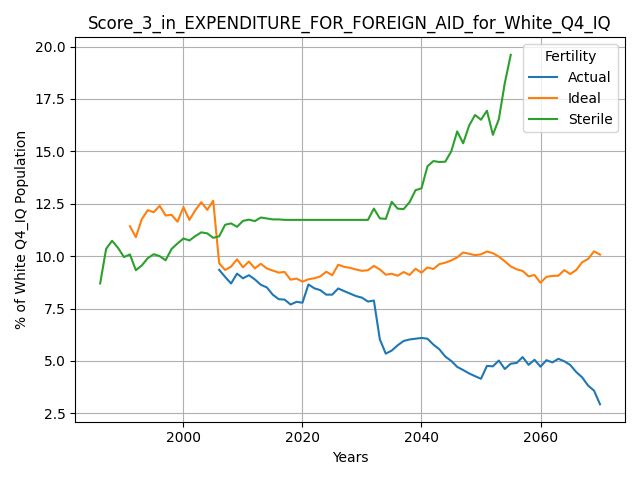 Score_3_in_EXPENDITURE_FOR_FOREIGN_AID_for_White_Q4_IQ
20.0
17.5
15.0
12.5
10.0
7.5
5.0
2.5
% of White Q4_IQ Population
Fertility
Actual
Ideal
Sterile
2000
2020
2040
2060
Years